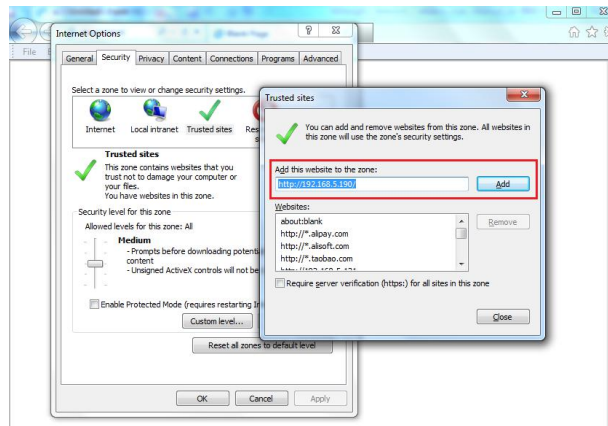 File
Internet Options
General Security Privacy Content Connections Programs Advanced
Select a zone to view or change security settings.
Internet Local intranet Trusted sites
Trusted sites
This zone contains websites that you
trust not to damage your computer or
your files.
You have websites in this zone.
Security level for this zone
Allowed levels for this zone: All
Medium
- Prompts before downloading potenti
content
- Unsigned ActiveX controls will not be
Enable Protected Mode (requires restarting In
Custom level...
Reset all zones to default level
OK Cancel Apply
Trusted sites
You can add and remove websites from this zone. All websites in
this zone will use the zone's security settings.
Add this website to the zone:
http://192.168.5.190/ Add
Websites:
about:blank Remove
http://*.alipay.com
http://*.alisoft.com
http://*.taobao.com
Require server verification (https:) for all sites in this zone
Close